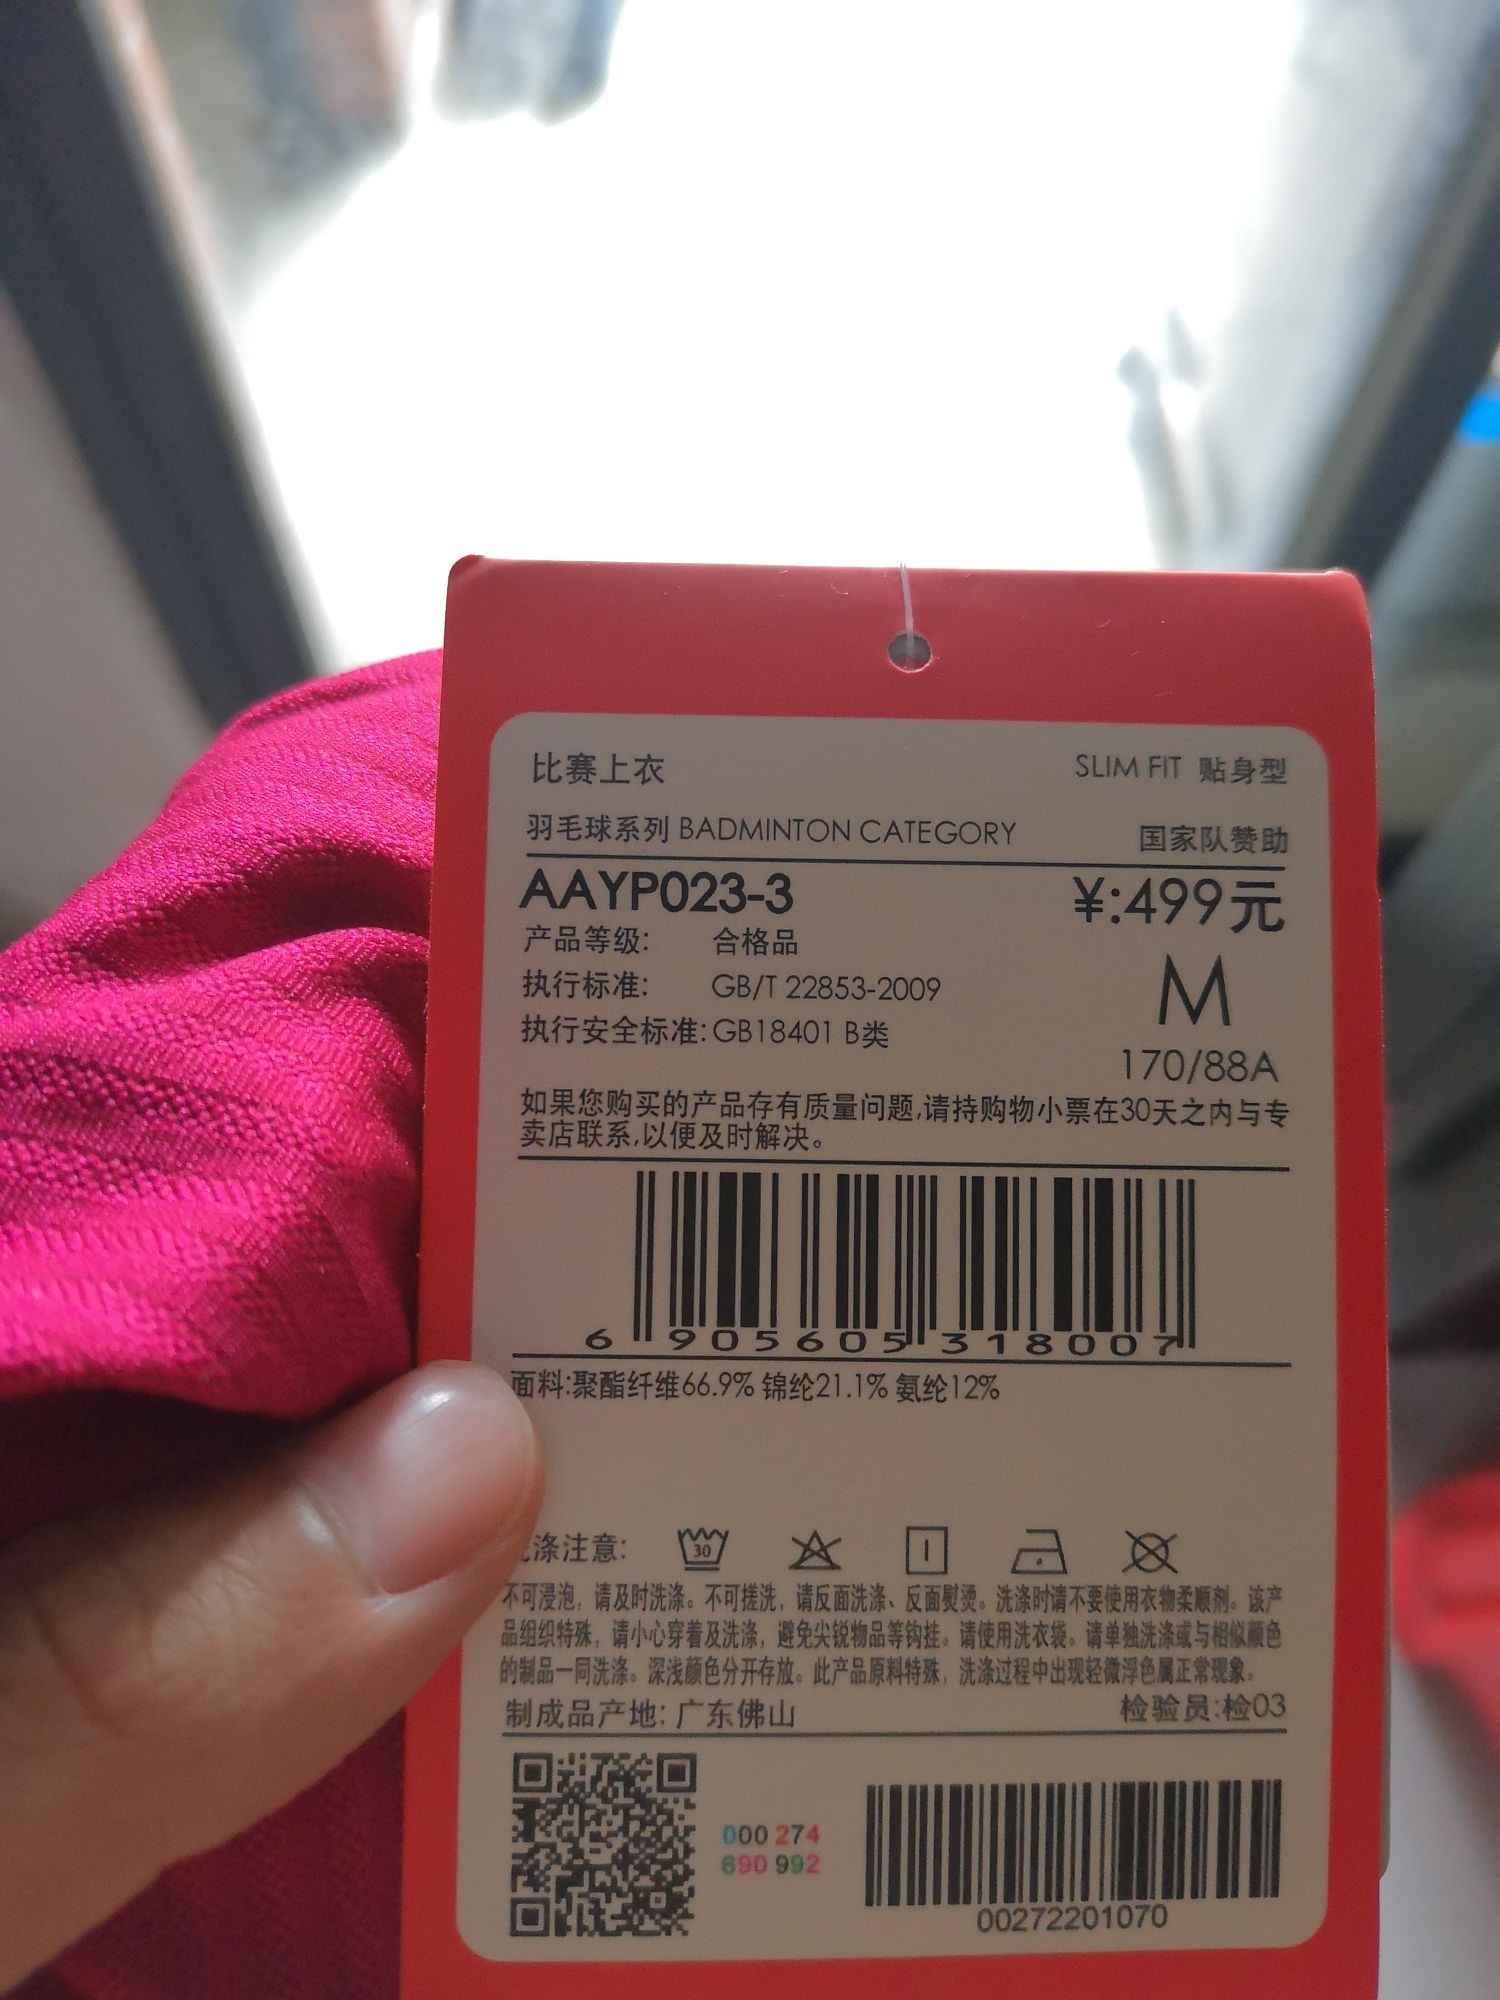 比赛上衣 SLIM FIT 贴身型
羽毛球系列 BADMINTON CATEGORY 国家队赞助
AAYP023-3 ¥:499元
产品等级: 合格品
执行标准: GB/T 22853-2009 M
执行安全标准:GB18401 B类
170/88A
如果您购买的产品存有质量问题,请持购物小票在30天之内与专
卖店联系,以便及时解决。
6 905605 318007
面料:聚酯纤维66.9% 锦纶21.1% 氨纶12%
涤注意: 30
不可浸泡，请及时洗涤。不可搓洗，请反面洗涤、反面熨烫。洗涤时请不要使用衣物柔顺剂。该产
品组织特殊，请小心穿着及洗涤，避免尖锐物品等钩挂。请使用洗衣袋。请单独洗涤或与相似颜色
的制品一同洗涤。深浅颜色分开存放。此产品原料特殊，洗涤过程中出现轻微浮色属正常现象。
制成品产地: 广东佛山 检验员:检03
000 274
690 992
00272201070